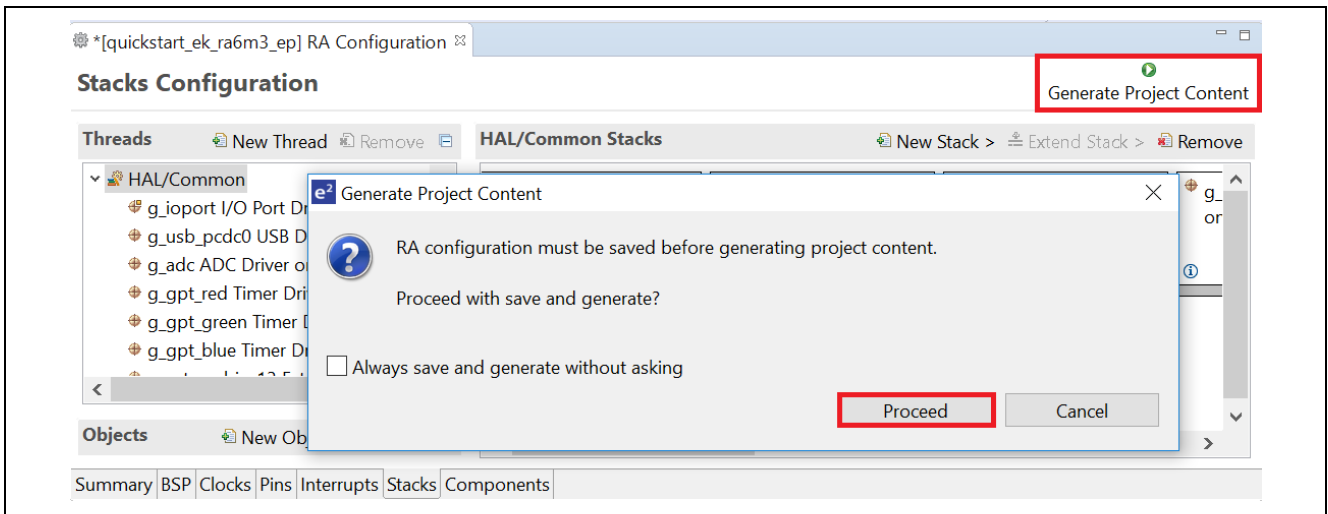 *[quickstart_ek_ra6m3_ep] RA Configuration
Stacks Configuration
Generate Project Content
Threads
New Thread
Remove
HAL/Common Stacks
New Stack >
Extend Stack >
Remove
HAL/Common
g_ioport I/O Port Dr
g_usb_pcdc0 USB D
g_adc ADC Driver o
g_gpt_red Timer Dri
g_gpt_green Timer D
g_gpt_blue Timer Dr
g_
or
e² Generate Project Content
RA configuration must be saved before generating project content.
Proceed with save and generate?
Always save and generate without asking
Proceed
Cancel
Objects
New Ob
Summary BSP Clocks Pins Interrupts Stacks Components